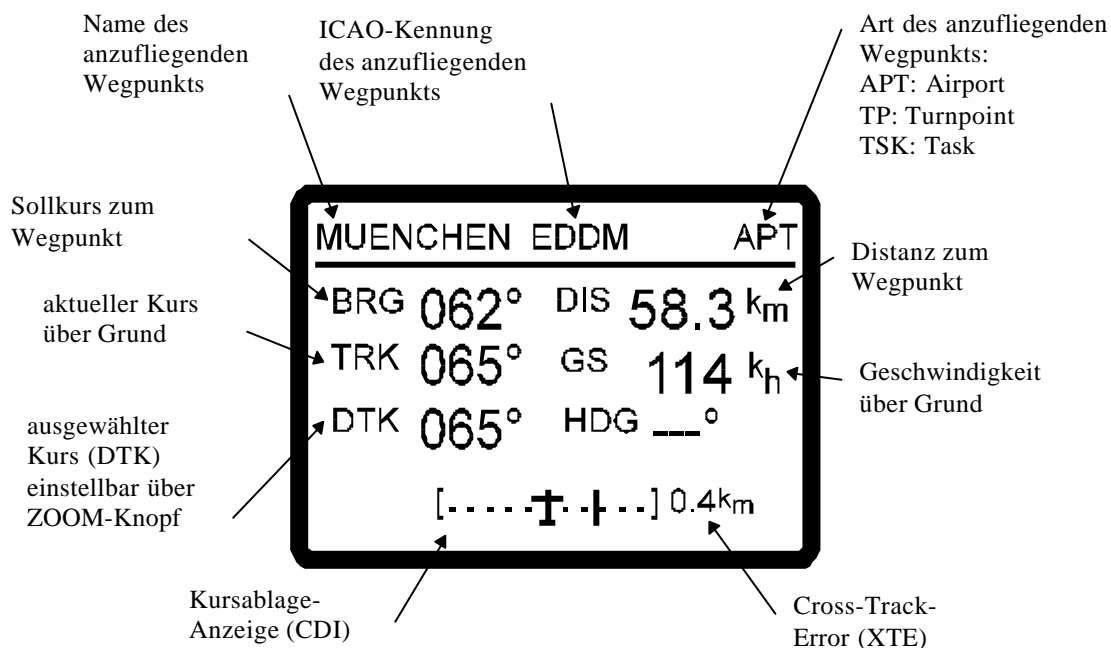 Name des
anzufliegenden
Wegpunkts
ICAO-Kennung
des anzufliegenden
Wegpunkts
Art des anzufliegenden
Wegpunkts:
APT: Airport
TP: Turnpoint
TSK: Task
Sollkurs zum
Wegpunkt
aktueller Kurs
über Grund
ausgewählter
Kurs (DTK)
einstellbar über
ZOOM-Knopf
MUENCHEN EDDM APT
BRG 062° DIS 58.3 km
TRK 065° GS 114 kh
DTK 065° HDG ___°
[.....‡..|...] 0.4km
Distanz zum
Wegpunkt
Geschwindigkeit
über Grund
Kursablage-
Anzeige (CDI)
Cross-Track-
Error (XTE)